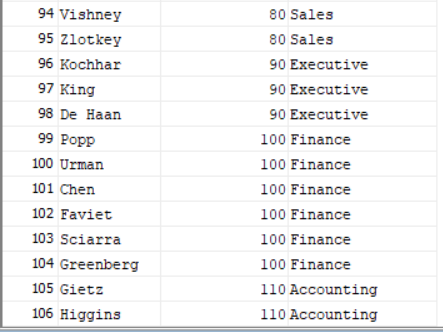 94 Vishney 80 Sales
95 Zlotkey 80 Sales
96 Kochhar 90 Executive
97 King 90 Executive
98 De Haan 90 Executive
99 Popp 100 Finance
100 Urman 100 Finance
101 Chen 100 Finance
102 Faviet 100 Finance
103 Sciarra 100 Finance
104 Greenberg 100 Finance
105 Gietz 110 Accounting
106 Higgins 110 Accounting